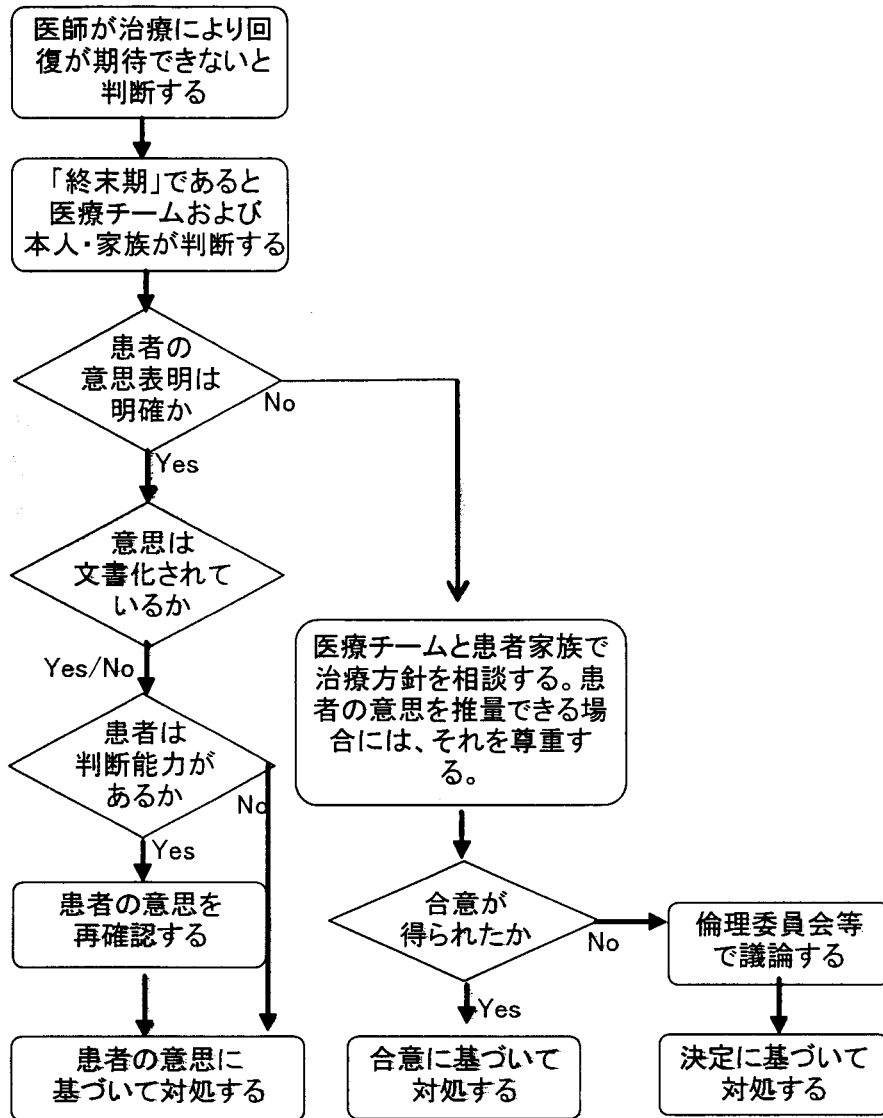 医師が治療により回
復が期待できないと
判断する
「終末期」であると
医療チームおよび
本人・家族が判断する
患者の
意思表明は
明確か
No
Yes
意思は
文書化されて
いるか
Yes/No
患者は
判断能力が
あるか
No
Yes
患者の意思を
再確認する
患者の意思に
基づいて対処する
医療チームと患者家族で
治療方針を相談する。患
者の意思を推量できる場
合には、それを尊重す
る。
合意が
得られたか
No
Yes
合意に基づいて
対処する
倫理委員会等
で議論する
決定に基づいて
対処する